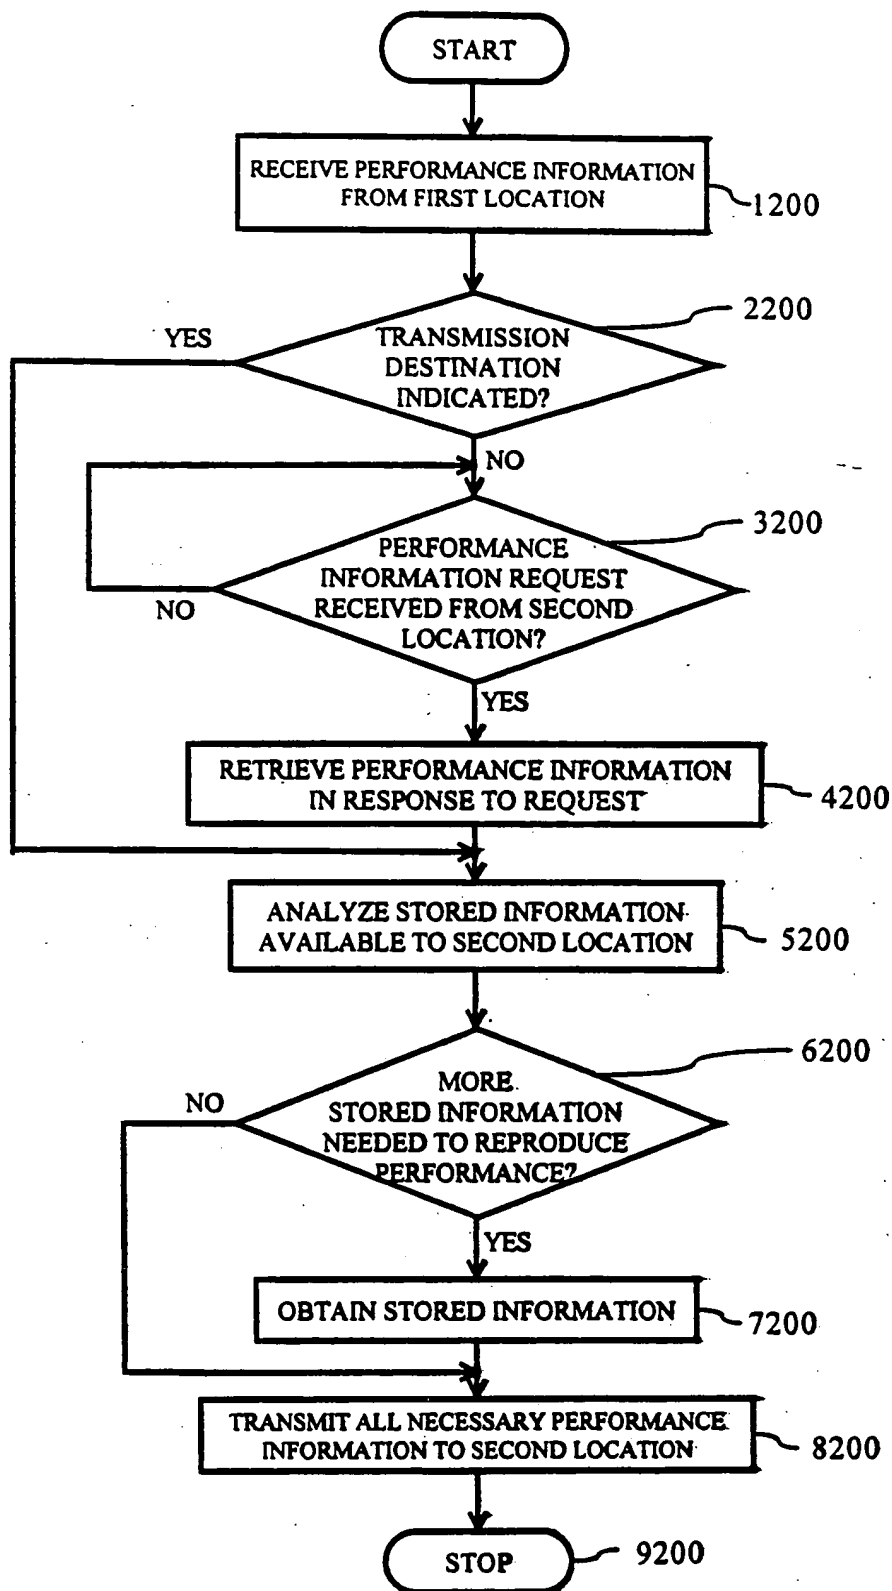 START
RECEIVE PERFORMANCE INFORMATION
FROM FIRST LOCATION
1200
2200
YES
TRANSMISSION
DESTINATION
INDICATED?
NO
3200
PERFORMANCE
INFORMATION REQUEST
RECEIVED FROM SECOND
LOCATION?
NO
YES
RETRIEVE PERFORMANCE INFORMATION
IN RESPONSE TO REQUEST
4200
ANALYZE STORED INFORMATION
AVAILABLE TO SECOND LOCATION
5200
6200
NO
MORE
STORED INFORMATION
NEEDED TO REPRODUCE
PERFORMANCE?
YES
OBTAIN STORED INFORMATION
7200
TRANSMIT ALL NECESSARY PERFORMANCE
INFORMATION TO SECOND LOCATION
8200
STOP
9200